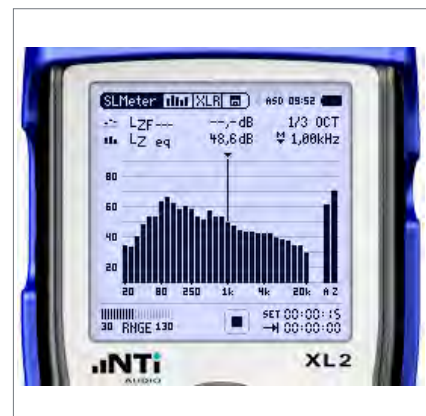 SLMeter XLR ASD 09:52
LZF--- --,-dB 1/3 OCT
LZ eq 48,6dB M 1,00kHz
80
60
40
20
20 80 250 1k 4k 20k A Z
SET 00:00:15
30 RNGE 130 00:00:00
NTi XL2
AUDIO